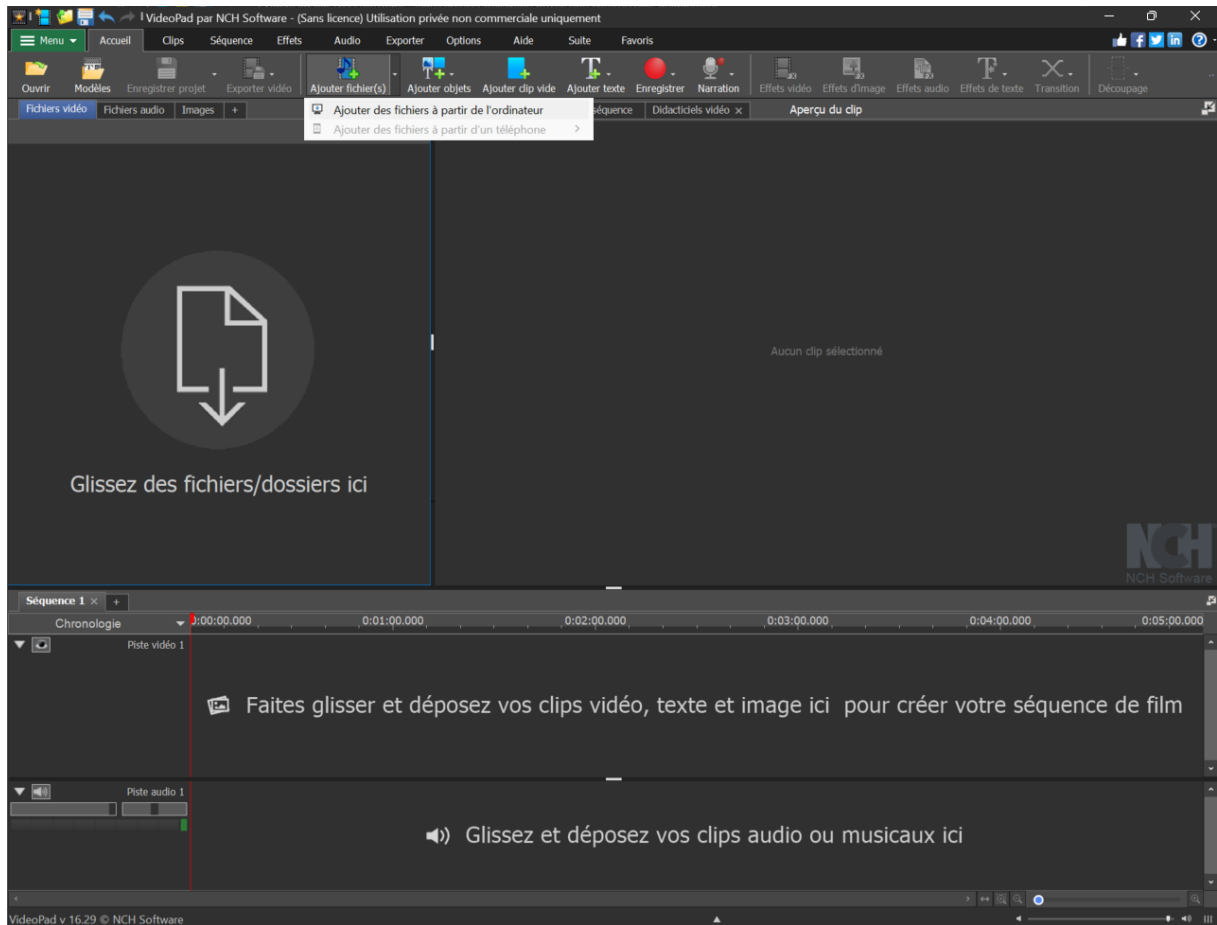 VideoPad par NCH Software - (Sans licence) Utilisation privée non commerciale uniquement
Menu Accueil Clips Séquence Effets Audio Exporter Options Aide Suite Favoris
Ouvrir Modèles Enregistrer projet Exporter vidéo Ajouter fichier(s) Ajouter objets Ajouter clip vide Ajouter texte Enregistrer Narration Effets vidéo Effets d'image Effets audio Effets de texte Transition Découpage
Fichiers vidéo Fichiers audio Images + séquence Didacticiels vidéo × Aperçu du clip
Ajouter des fichiers à partir de l'ordinateur
Ajouter des fichiers à partir d'un téléphone
Aucun clip sélectionné
Glissez des fichiers/dossiers ici
NCH
NCH Software
Séquence 1 × +
Chronologie 0:00:00.000 0:01:00.000 0:02:00.000 0:03:00.000 0:04:00.000 0:05:00.000
Piste vidéo 1
Faites glisser et déposez vos clips vidéo, texte et image ici pour créer votre séquence de film
Piste audio 1
Glissez et déposez vos clips audio ou musicaux ici
VideoPad v 16.29 © NCH Software